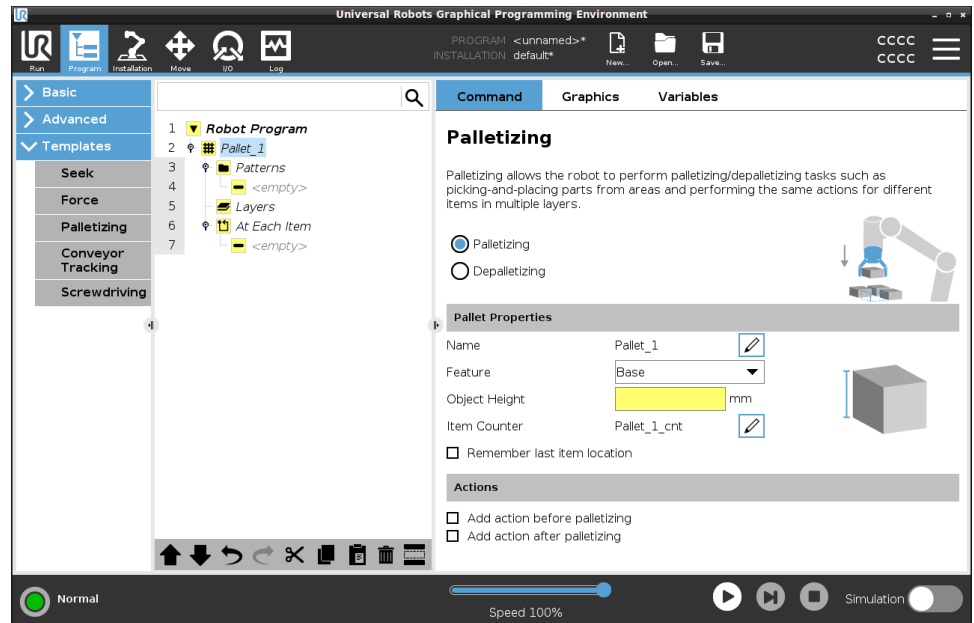 Universal Robots Graphical Programming Environment
PROGRAM <unnamed>*
INSTALLATION default*
Run Program Installation Move I/O Log New... Open... Save...
CCCC
CCCC
Basic
Advanced
Templates
Seek
Force
Palletizing
Conveyor
Tracking
Screwdriving
1 Robot Program
2 Pallet_1
3 Patterns
4 <empty>
5 Layers
6 At Each Item
7 <empty>
Command Graphics Variables
Palletizing
Palletizing allows the robot to perform palletizing/depalletizing tasks such as
picking-and-placing parts from areas and performing the same actions for different
items in multiple layers.
Palletizing
Depalletizing
Pallet Properties
Name Pallet_1
Feature Base
Object Height mm
Item Counter Pallet_1_cnt
Remember last item location
Actions
Add action before palletizing
Add action after palletizing
Normal
Speed 100%
Simulation